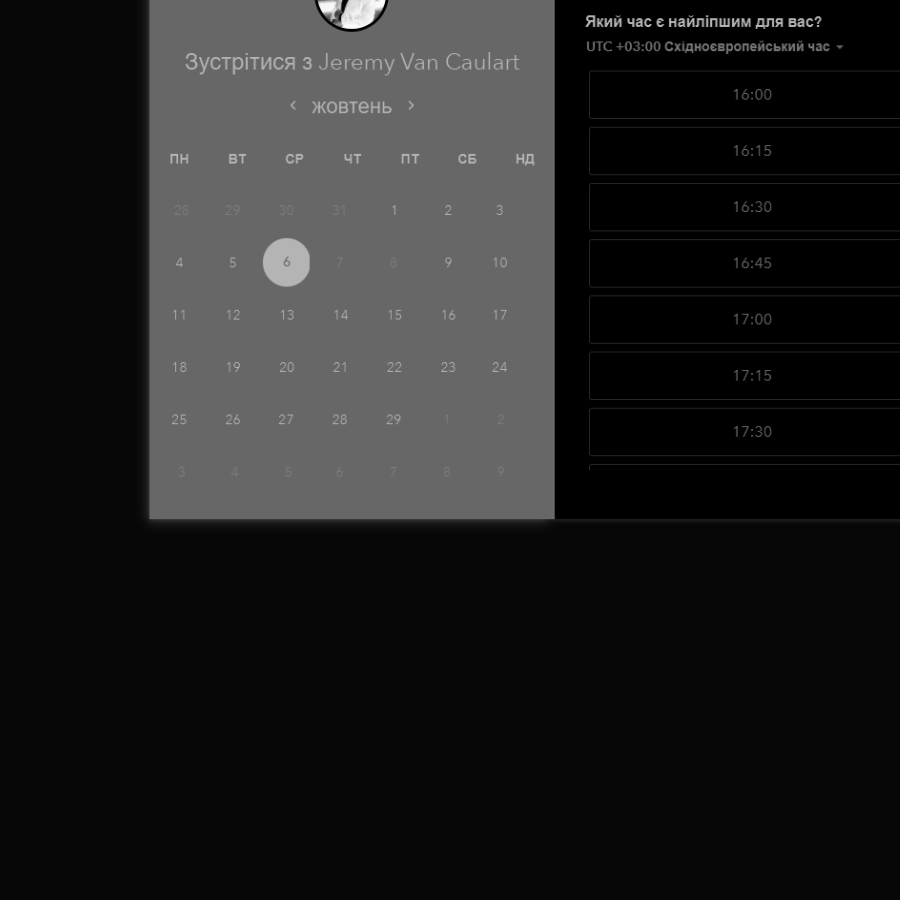 Зустрітися з Jeremy Van Caulart
жовтень
ПН ВТ СР ЧТ ПТ СБ НД
28 29 30 31 1 2 3
4 5 6 7 8 9 10
11 12 13 14 15 16 17
18 19 20 21 22 23 24
25 26 27 28 29 1 2
3 4 5 6 7 8 9
Який час є найліпшим для вас?
UTC +03:00 Східноєвропейський час
16:00
16:15
16:30
16:45
17:00
17:15
17:30